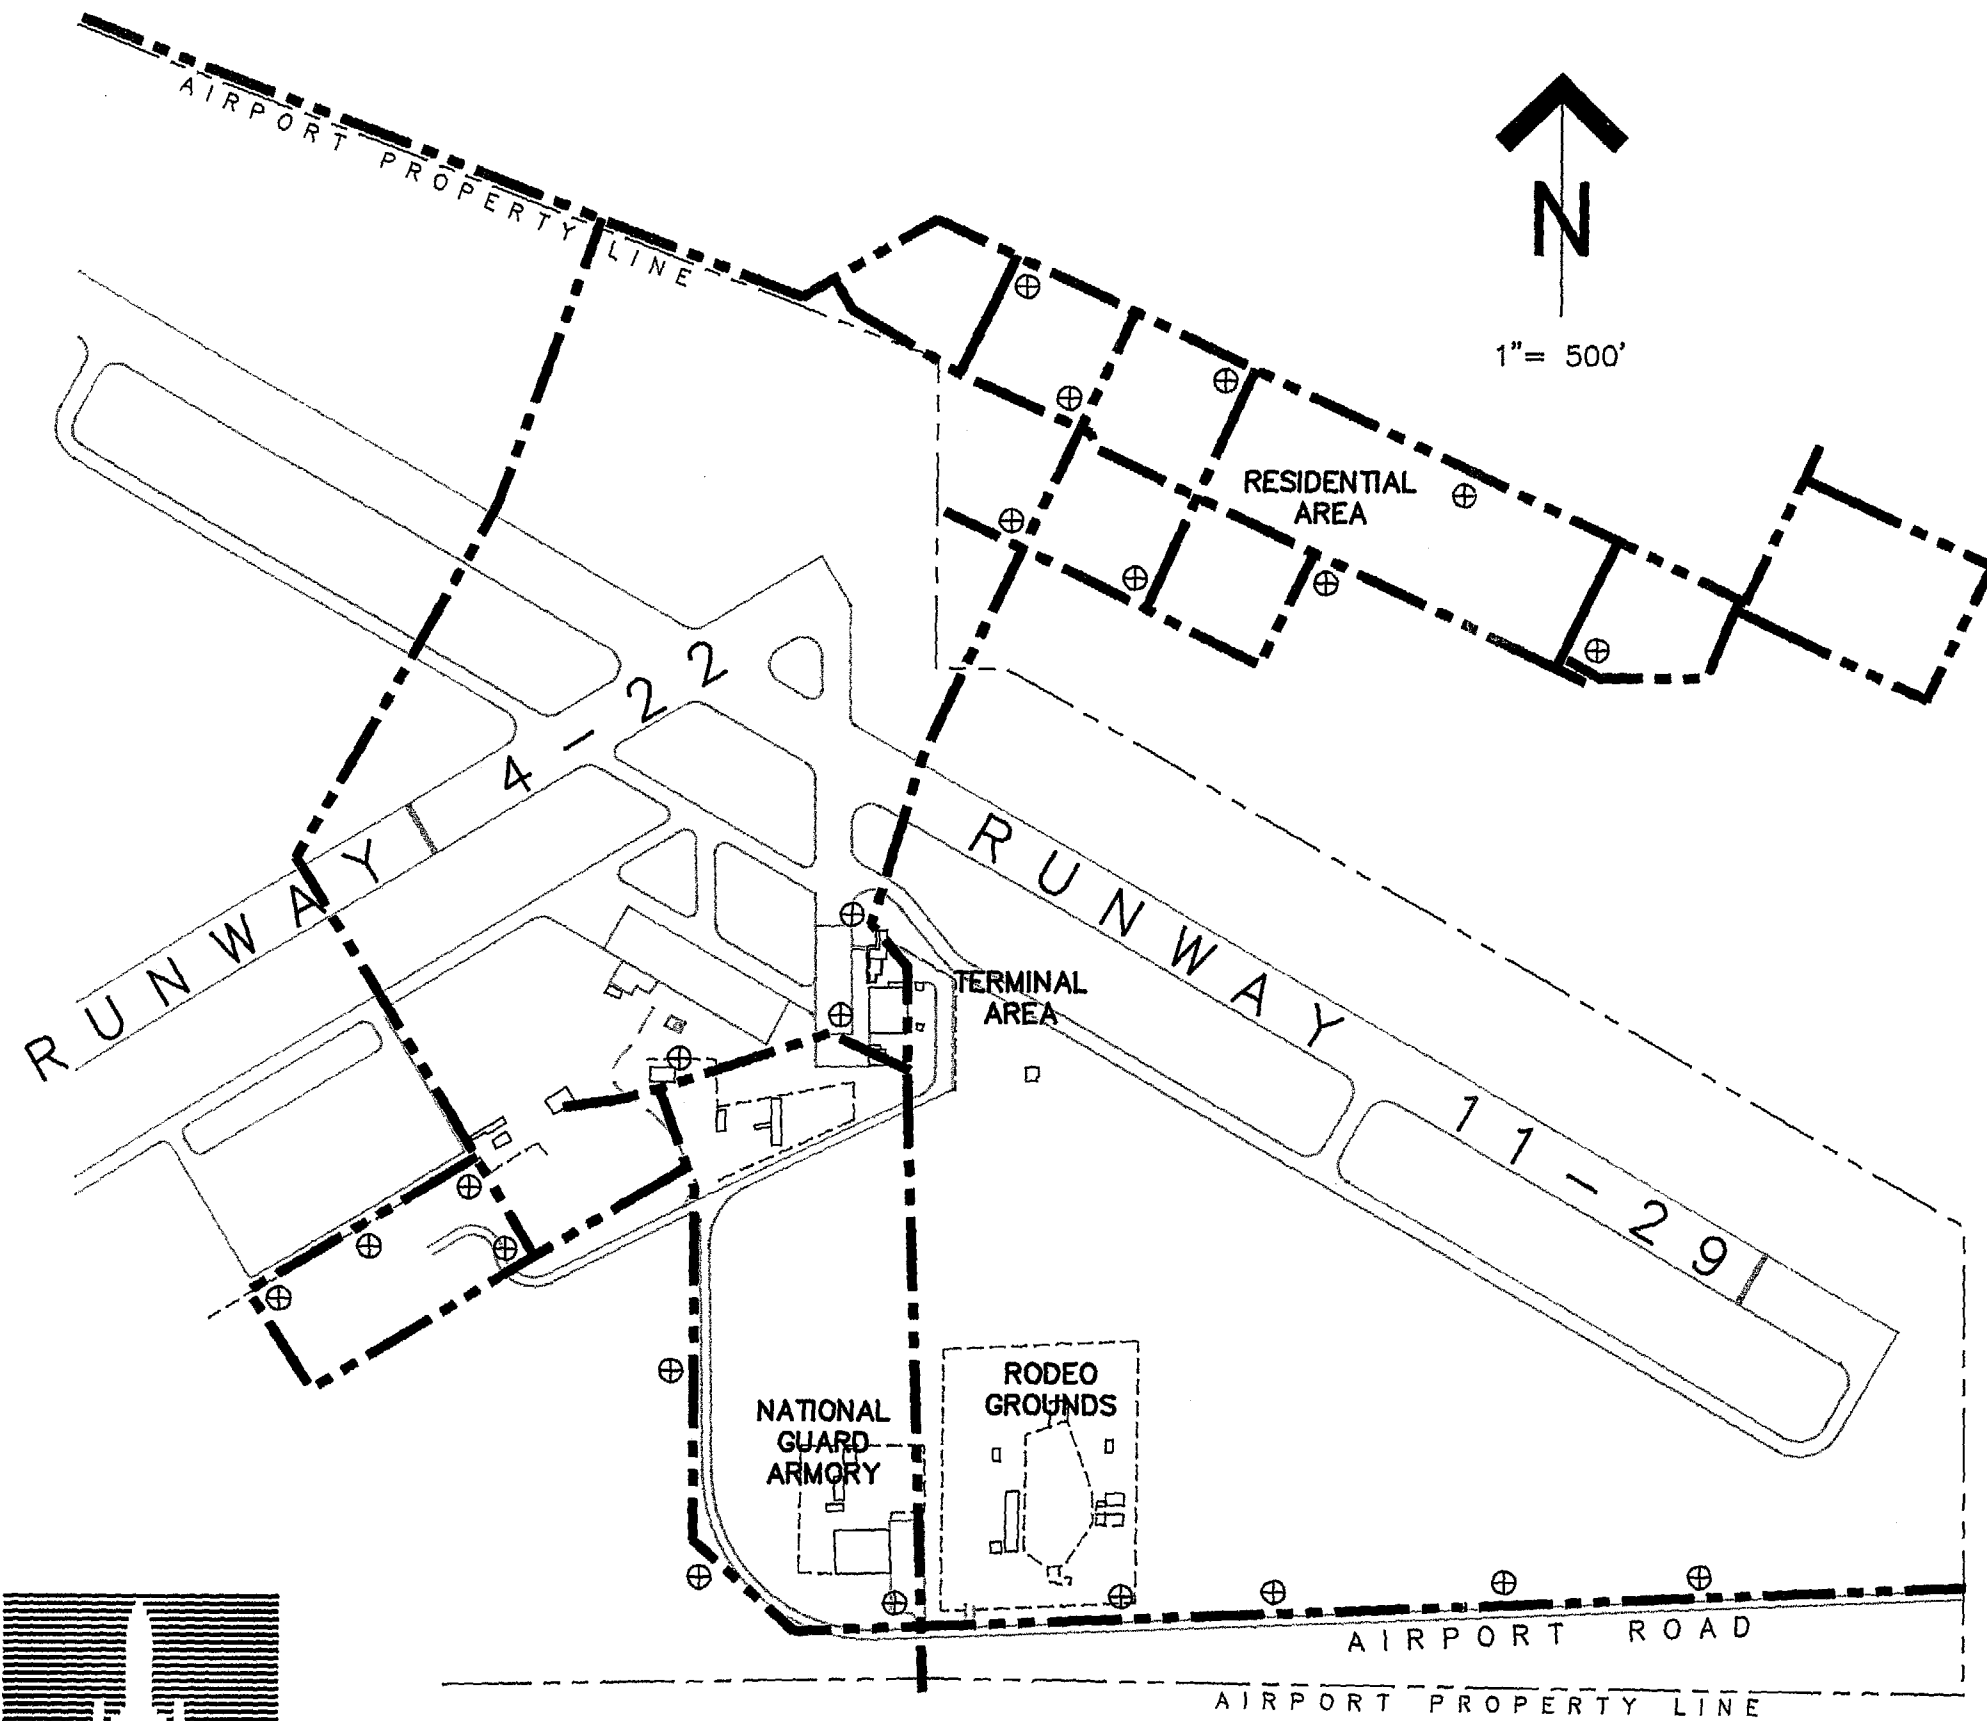 AIRPORT PROPERTY LINE
N
1"= 500'
RESIDENTIAL
AREA
RUNWAY 4-22
RUNWAY 11-29
TERMINAL
AREA
RODEO
GROUNDS
NATIONAL
GUARD
ARMORY
AIRPORT ROAD
AIRPORT PROPERTY LINE